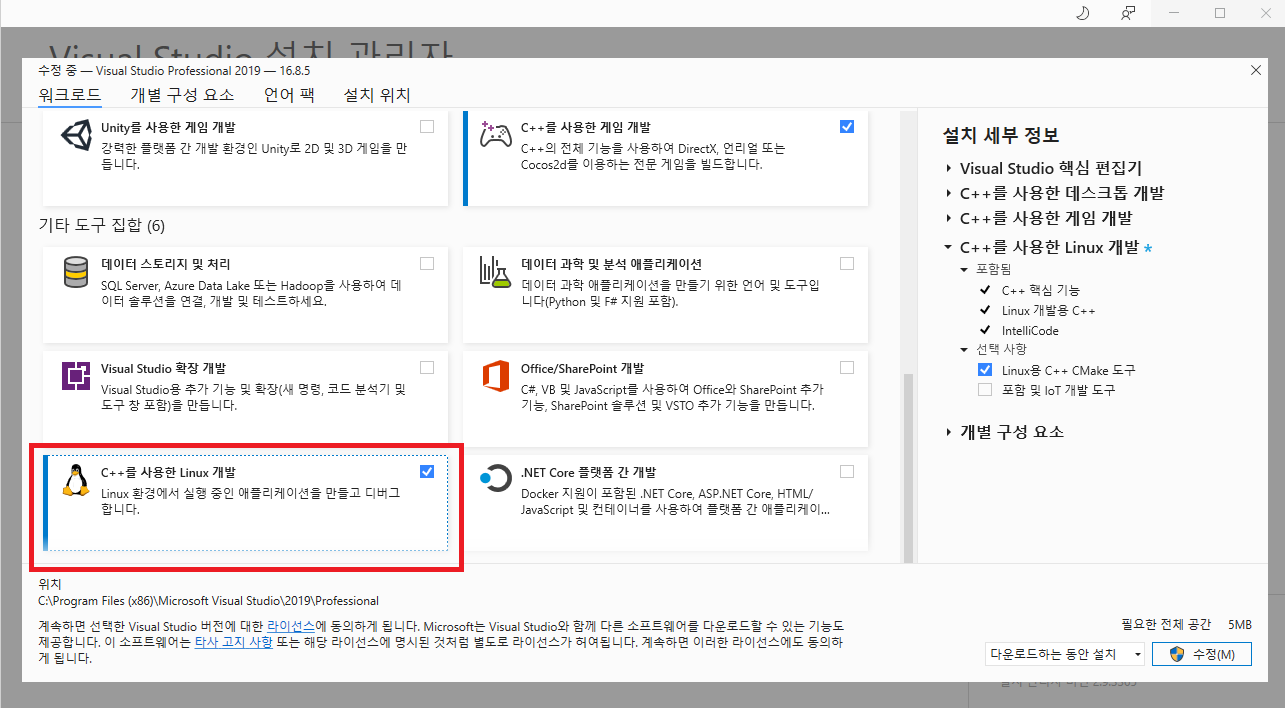 Visual Studio 설치 관리자
수정 중 — Visual Studio Professional 2019 — 16.8.5
워크로드 개별 구성 요소 언어 팩 설치 위치
Unity를 사용한 게임 개발
강력한 플랫폼 간 개발 환경인 Unity로 2D 및 3D 게임을 만
듭니다.
C++를 사용한 게임 개발
C++의 전체 기능을 사용하여 DirectX, 언리얼 또는
Cocos2d를 이용하는 전문 게임을 빌드합니다.
기타 도구 집합 (6)
데이터 스토리지 및 처리
SQL Server, Azure Data Lake 또는 Hadoop을 사용하여 데
이터 솔루션을 연결, 개발 및 테스트하세요.
데이터 과학 및 분석 애플리케이션
데이터 과학 애플리케이션을 만들기 위한 언어 및 도구입
니다(Python 및 F# 지원 포함).
Visual Studio 확장 개발
Visual Studio용 추가 기능 및 확장(새 명령, 코드 분석기 및
도구 창 포함)을 만듭니다.
Office/SharePoint 개발
C#, VB 및 JavaScript를 사용하여 Office와 SharePoint 추가
기능, SharePoint 솔루션 및 VSTO 추가 기능을 만듭니다.
C++를 사용한 Linux 개발
Linux 환경에서 실행 중인 애플리케이션을 만들고 디버그
합니다.
.NET Core 플랫폼 간 개발
Docker 지원이 포함된 .NET Core, ASP.NET Core, HTML/
JavaScript 및 컨테이너를 사용하여 플랫폼 간 애플리케이...
설치 세부 정보
Visual Studio 핵심 편집기
C++를 사용한 데스크톱 개발
C++를 사용한 게임 개발
C++를 사용한 Linux 개발 *
포함됨
C++ 핵심 기능
Linux 개발용 C++
IntelliCode
선택 사항
Linux용 C++ CMake 도구
포함 및 IoT 개발 도구
개별 구성 요소
위치
C:\Program Files (x86)\Microsoft Visual Studio\2019\Professional
계속하면 선택한 Visual Studio 버전에 대한 라이선스에 동의하게 됩니다. Microsoft는 Visual Studio와 함께 다른 소프트웨어를 다운로드할 수 있는 기능도
제공합니다. 이 소프트웨어는 타사 고지 사항 또는 해당 라이선스에 명시된 것처럼 별도로 라이선스가 허여됩니다. 계속하면 이러한 라이선스에도 동의하
게 됩니다.
필요한 전체 공간 5MB
다운로드하는 동안 설치
수정(M)